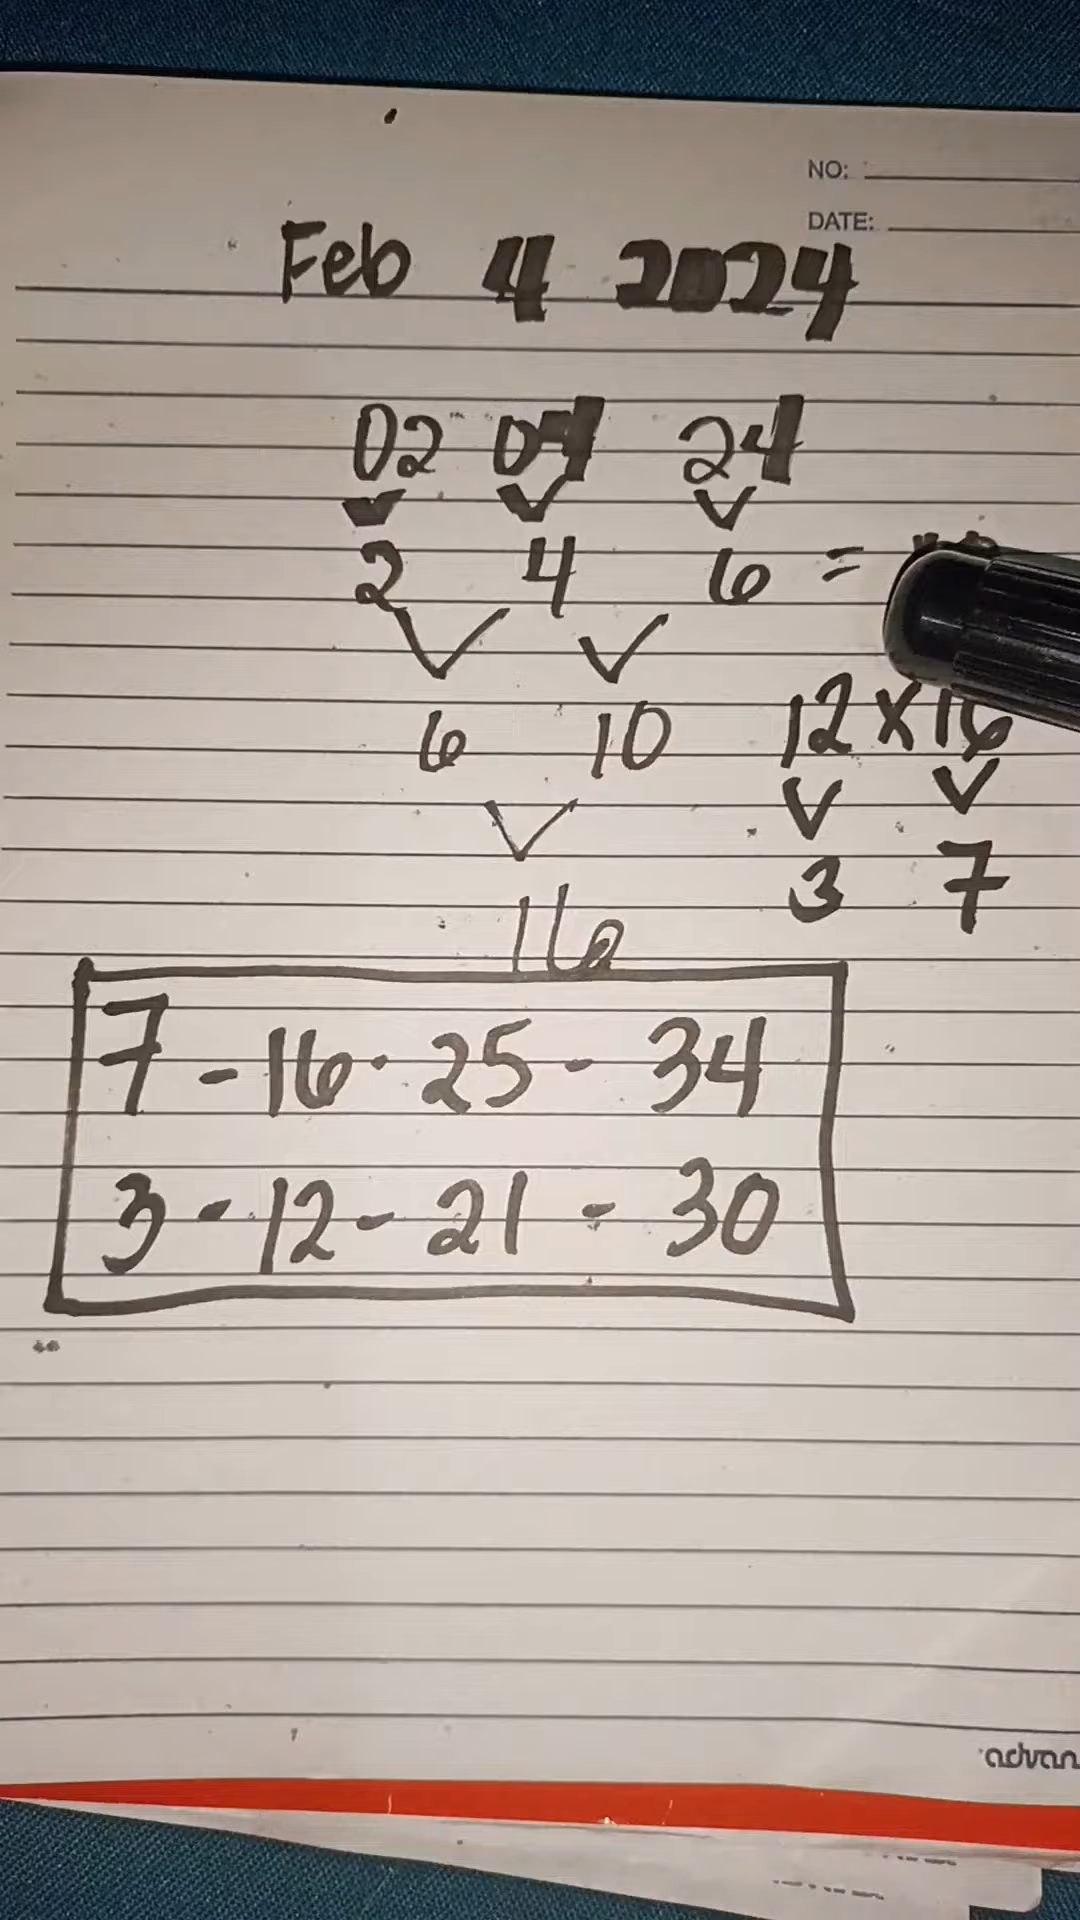 NO:
DATE:
Feb 4 2024
02 04 24
2 4 6 =
6 10 12 x 16
3 7
16
7 - 16 - 25 - 34
3 - 12 - 21 - 30
advan